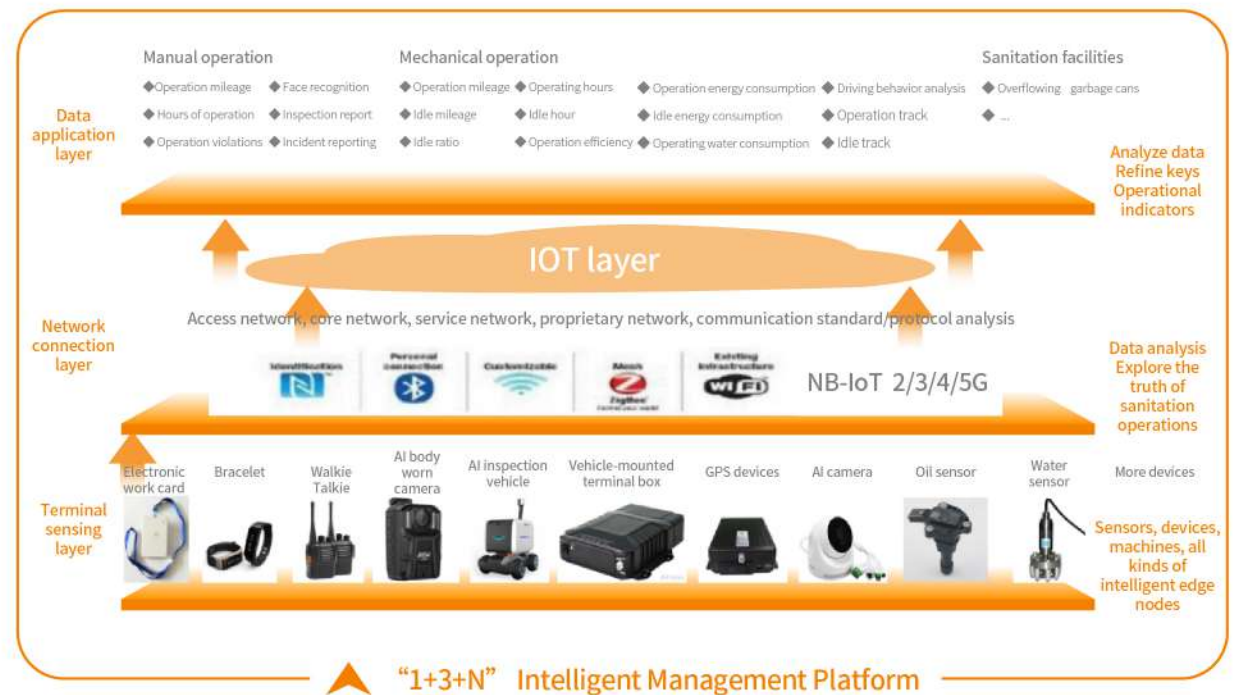 Manual operation
Mechanical operation
Sanitation facilities
◆Operation mileage ◆ Face recognition
◆ Operation mileage ◆ Operating hours ◆ Operation energy consumption ◆ Driving behavior analysis
◆ Overflowing garbage cans
◆ Hours of operation ◆ Inspection report
◆ Idle mileage ◆ Idle hour ◆ Idle energy consumption ◆ Operation track
◆ ...
◆ Operation violations ◆ Incident reporting
◆ Idle ratio ◆ Operation efficiency ◆ Operating water consumption ◆ Idle track
Data
application
layer
Analyze data
Refine keys
Operational
indicators
IOT layer
Network
connection
layer
Access network, core network, service network, proprietary network, communication standard/protocol analysis
Identification
Personal
connection
Customizable
Mesh
ZigBee
Existing
infrastructure
WiFi
NB-IoT 2/3/4/5G
Data analysis
Explore the
truth of
sanitation
operations
Terminal
sensing
layer
Electronic
work card
Bracelet
Walkie
Talkie
AI body
worn
camera
AI inspection
vehicle
Vehicle-mounted
terminal box
GPS devices
AI camera
Oil sensor
Water
sensor
More devices
Sensors, devices,
machines, all
kinds of
intelligent edge
nodes
“1+3+N” Intelligent Management Platform